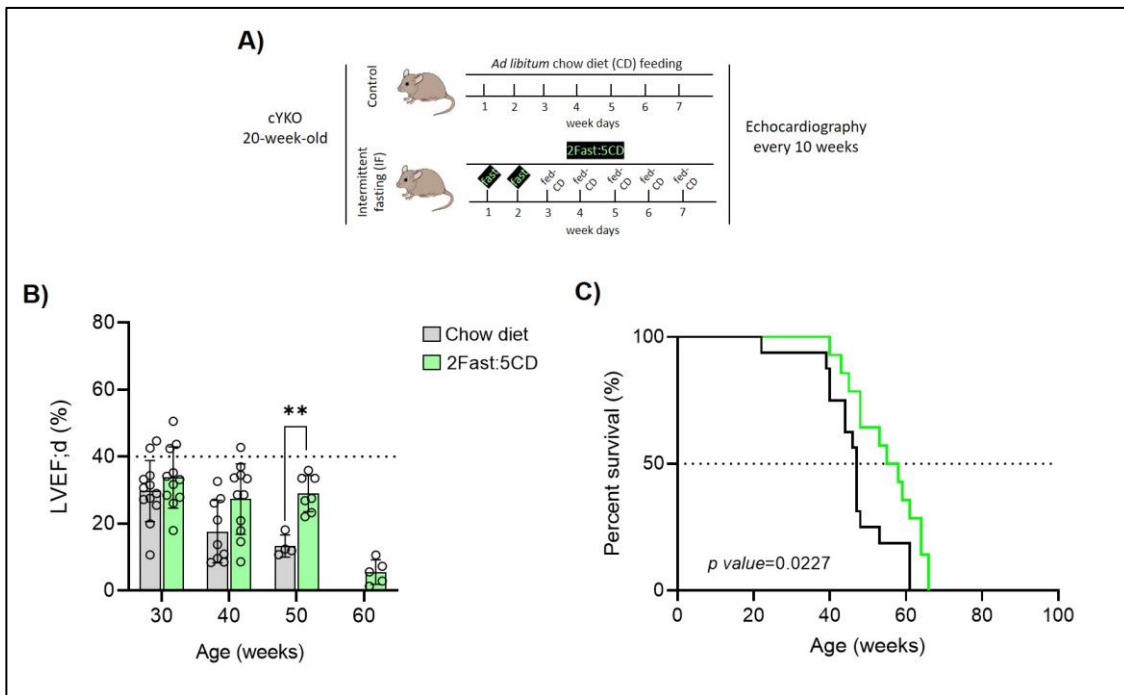 A)
Ad libitum chow diet (CD) feeding
Control
1 2 3 4 5 6 7
week days
cYKO
20-week-old
Echocardiography
every 10 weeks
2Fast:5CD
Intermittent
fasting (IF)
fast fast fed-CD fed-CD fed-CD fed-CD fed-CD
1 2 3 4 5 6 7
week days
B)
LVEF;d (%)
80
60
40
20
0
**
Chow diet
2Fast:5CD
30 40 50 60
Age (weeks)
C)
Percent survival (%)
100
50
0
p value=0.0227
0 20 40 60 80 100
Age (weeks)